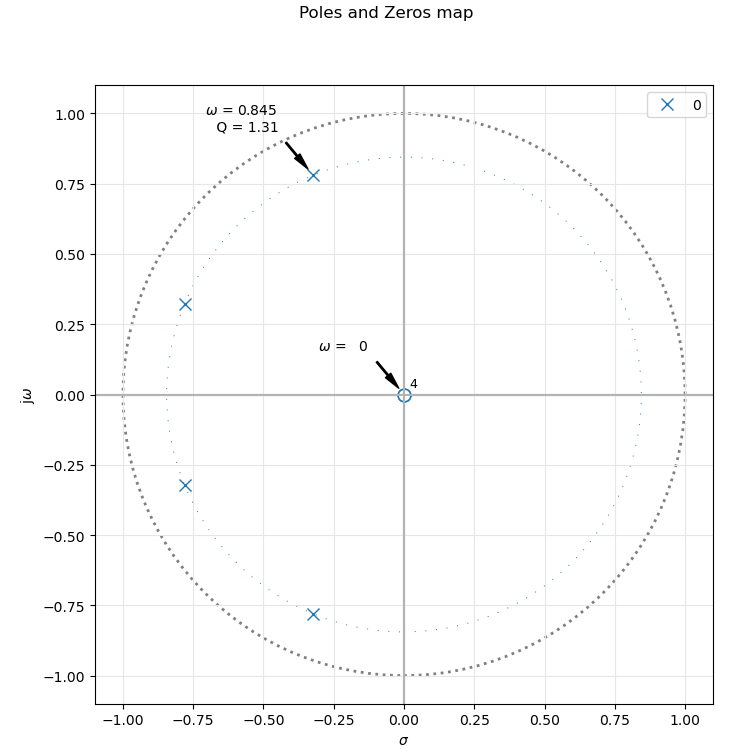 Poles and Zeros map
0
ω = 0.845
Q = 1.31
ω = 0
4
1.00
0.75
0.50
0.25
0.00
−0.25
−0.50
−0.75
−1.00
jω
−1.00 −0.75 −0.50 −0.25 0.00 0.25 0.50 0.75 1.00
σ